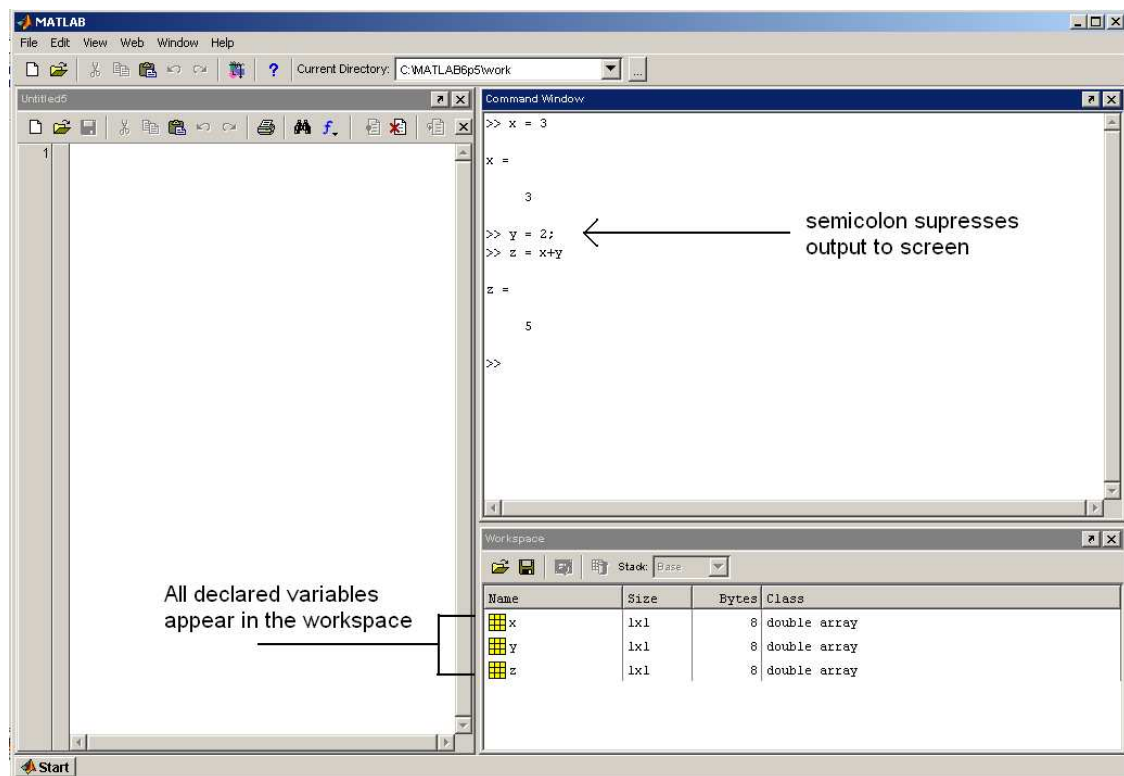 MATLAB
File Edit View Web Window Help
? Current Directory: C:\MATLAB6p5\work ...
Untitled5
1
Command Window
>> x = 3
x =
3
>> y = 2;
>> z = x+y
z =
5
>>
semicolon supresses
output to screen
Workspace
Stack: Base
Name Size Bytes Class
x 1x1 8 double array
y 1x1 8 double array
z 1x1 8 double array
All declared variables
appear in the workspace
Start